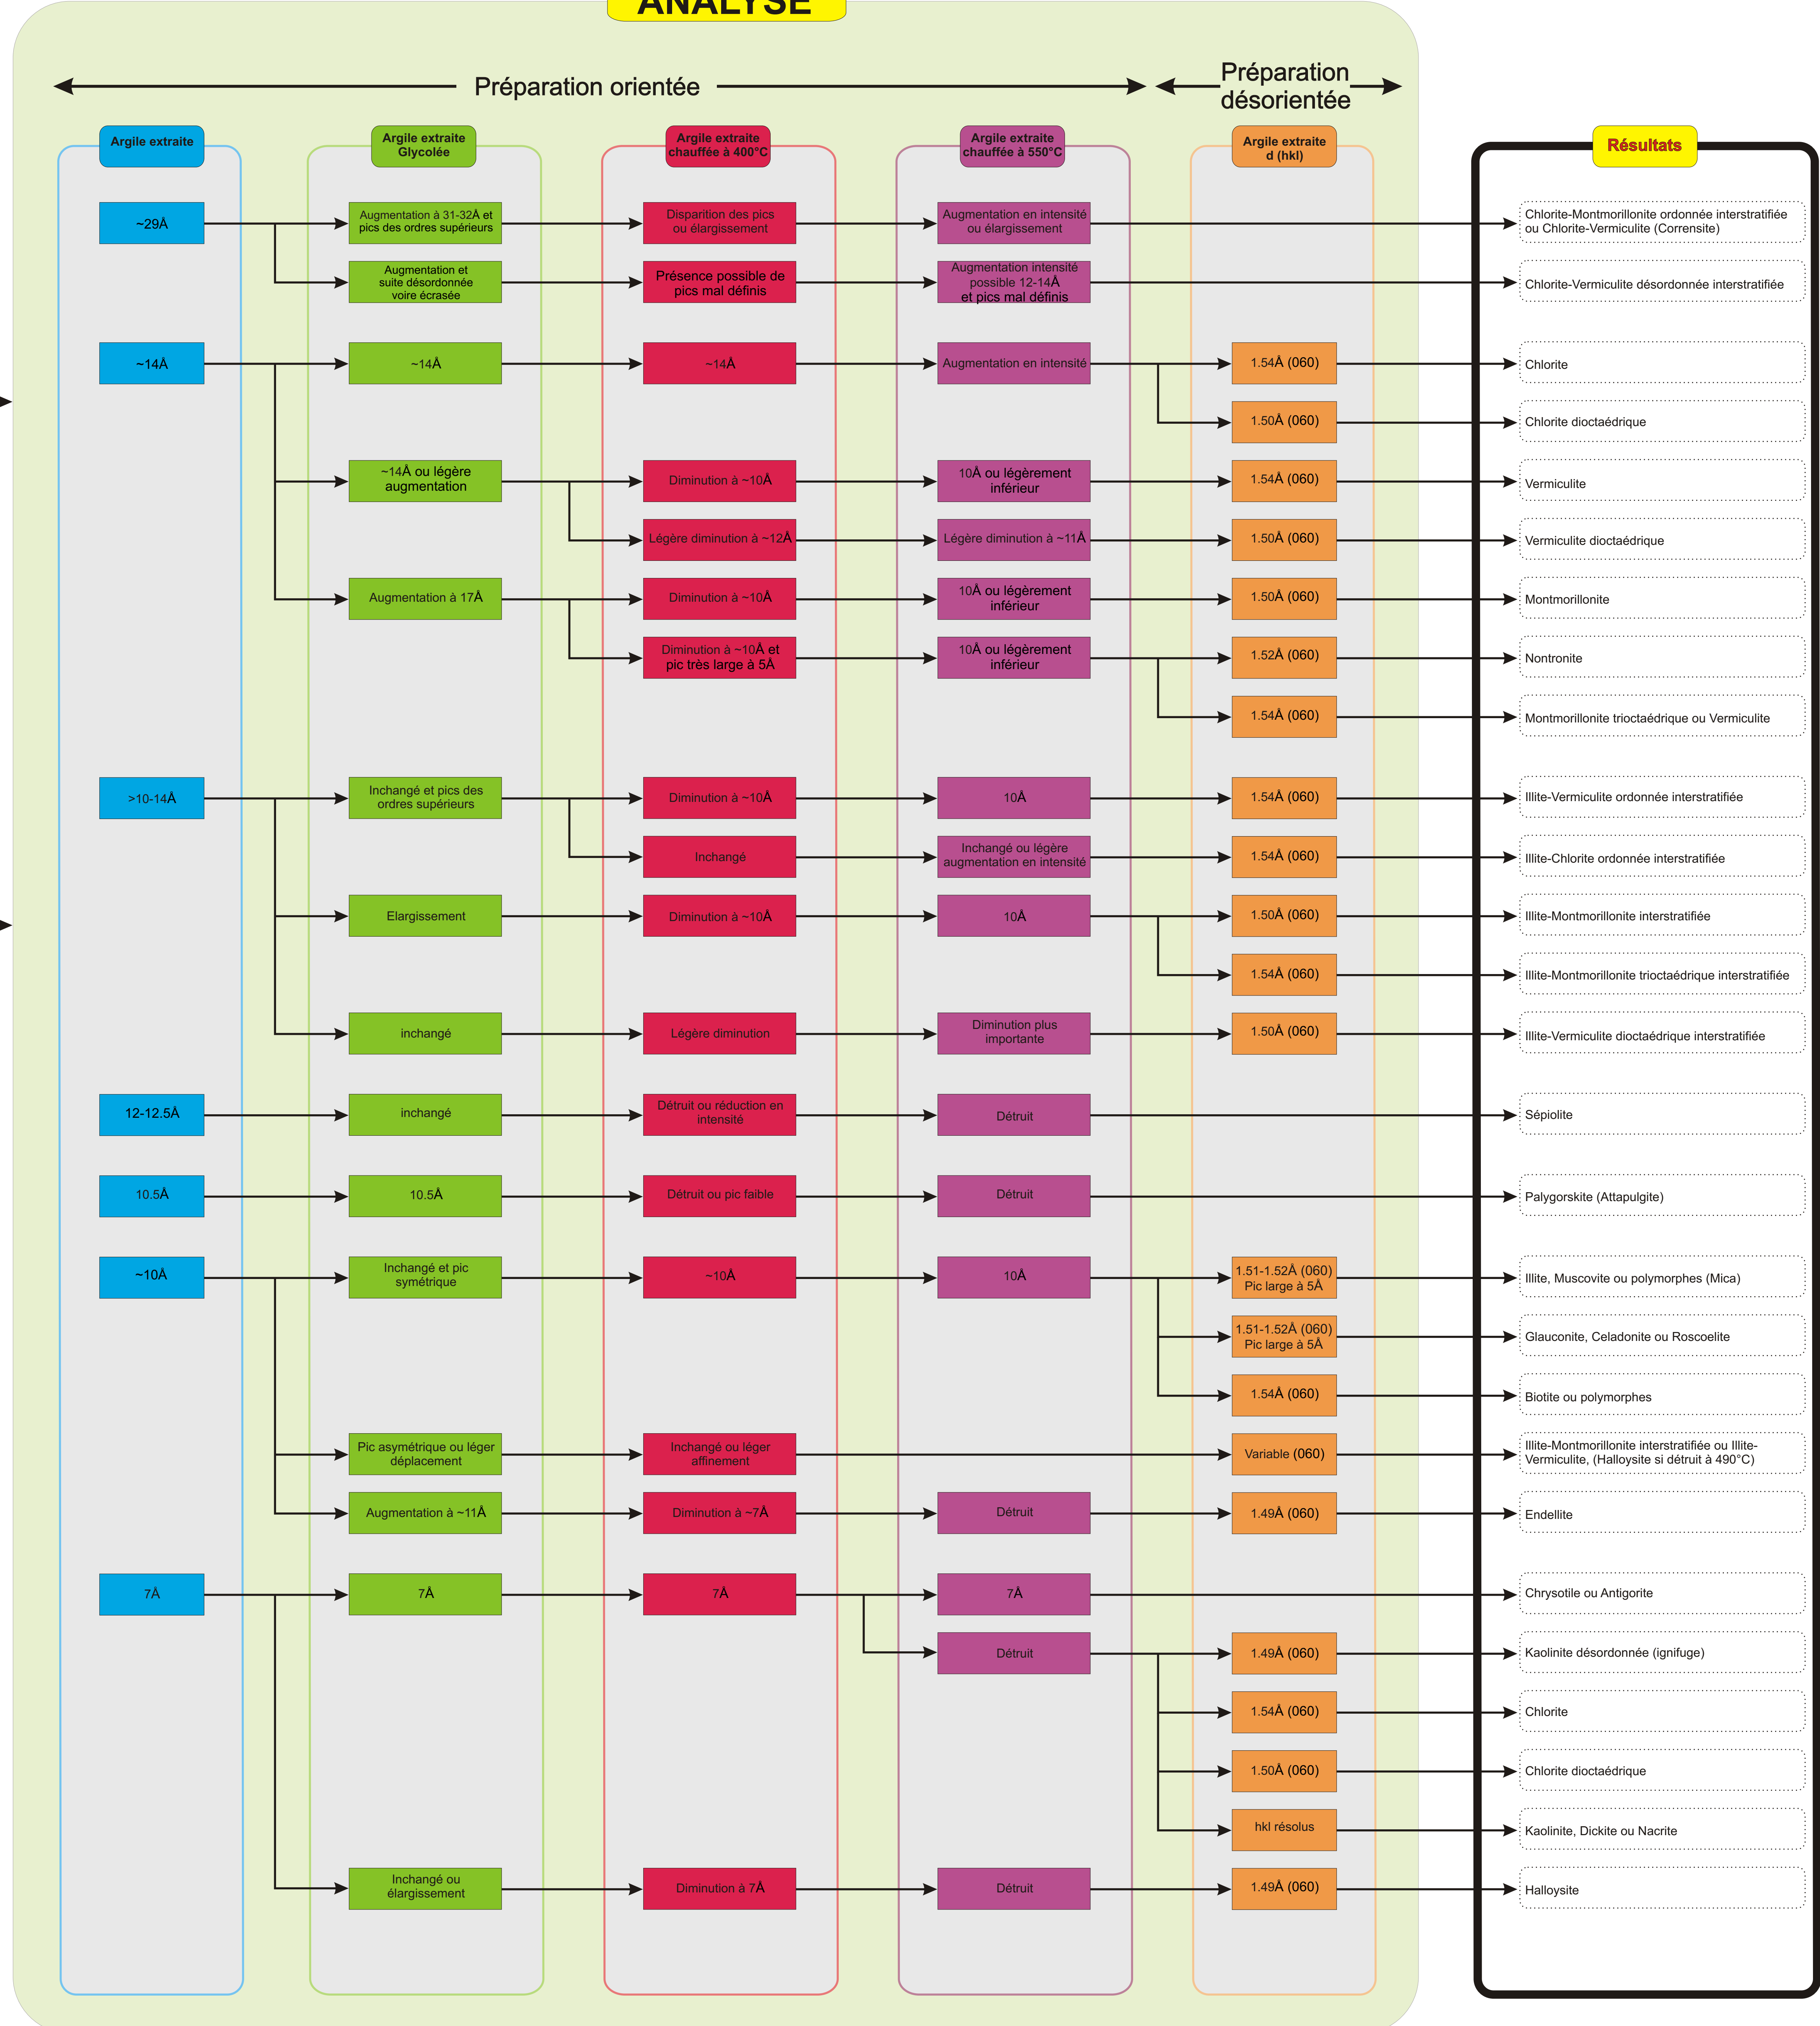 ANALYSE
Préparation orientée
Préparation
désorientée
Argile extraite
Argile extraite
Glycolée
Argile extraite
chauffée à 400°C
Argile extraite
chauffée à 550°C
Argile extraite
d (hkl)
Résultats
~29Å
Augmentation à 31-32Å et
pics des ordres supérieurs
Disparition des pics
ou élargissement
Augmentation en intensité
ou élargissement
Chlorite-Montmorillonite ordonnée interstratifiée
ou Chlorite-Vermiculite (Corrensite)
Augmentation et
suite désordonnée
voire écrasée
Présence possible de
pics mal définis
Augmentation intensité
possible 12-14Å
et pics mal définis
Chlorite-Vermiculite désordonnée interstratifiée
~14Å
~14Å
~14Å
Augmentation en intensité
1.54Å (060)
Chlorite
1.50Å (060)
Chlorite dioctaédrique
~14Å ou légère
augmentation
Diminution à ~10Å
10Å ou légèrement
inférieur
1.54Å (060)
Vermiculite
Légère diminution à ~12Å
Légère diminution à ~11Å
1.50Å (060)
Vermiculite dioctaédrique
Augmentation à 17Å
Diminution à ~10Å
10Å ou légèrement
inférieur
1.50Å (060)
Montmorillonite
Diminution à ~10Å et
pic très large à 5Å
10Å ou légèrement
inférieur
1.52Å (060)
Nontronite
1.54Å (060)
Montmorillonite trioctaédrique ou Vermiculite
>10-14Å
Inchangé et pics des
ordres supérieurs
Diminution à ~10Å
10Å
1.54Å (060)
Illite-Vermiculite ordonnée interstratifiée
Inchangé
Inchangé ou légère
augmentation en intensité
1.54Å (060)
Illite-Chlorite ordonnée interstratifiée
Elargissement
Diminution à ~10Å
10Å
1.50Å (060)
Illite-Montmorillonite interstratifiée
1.54Å (060)
Illite-Montmorillonite trioctaédrique interstratifiée
inchangé
Légère diminution
Diminution plus
importante
1.50Å (060)
Illite-Vermiculite dioctaédrique interstratifiée
12-12.5Å
inchangé
Détruit ou réduction en
intensité
Détruit
Sépiolite
10.5Å
10.5Å
Détruit ou pic faible
Détruit
Palygorskite (Attapulgite)
~10Å
Inchangé et pic
symétrique
~10Å
10Å
1.51-1.52Å (060)
Pic large à 5Å
Illite, Muscovite ou polymorphes (Mica)
1.51-1.52Å (060)
Pic large à 5Å
Glauconite, Celadonite ou Roscoelite
1.54Å (060)
Biotite ou polymorphes
Pic asymétrique ou léger
déplacement
Inchangé ou léger
affinement
Variable (060)
Illite-Montmorillonite interstratifiée ou Illite-
Vermiculite, (Halloysite si détruit à 490°C)
Augmentation à ~11Å
Diminution à ~7Å
Détruit
1.49Å (060)
Endellite
7Å
7Å
7Å
7Å
Chrysotile ou Antigorite
Détruit
1.49Å (060)
Kaolinite désordonnée (ignifuge)
1.54Å (060)
Chlorite
1.50Å (060)
Chlorite dioctaédrique
hkl résolus
Kaolinite, Dickite ou Nacrite
Inchangé ou
élargissement
Diminution à 7Å
Détruit
1.49Å (060)
Halloysite